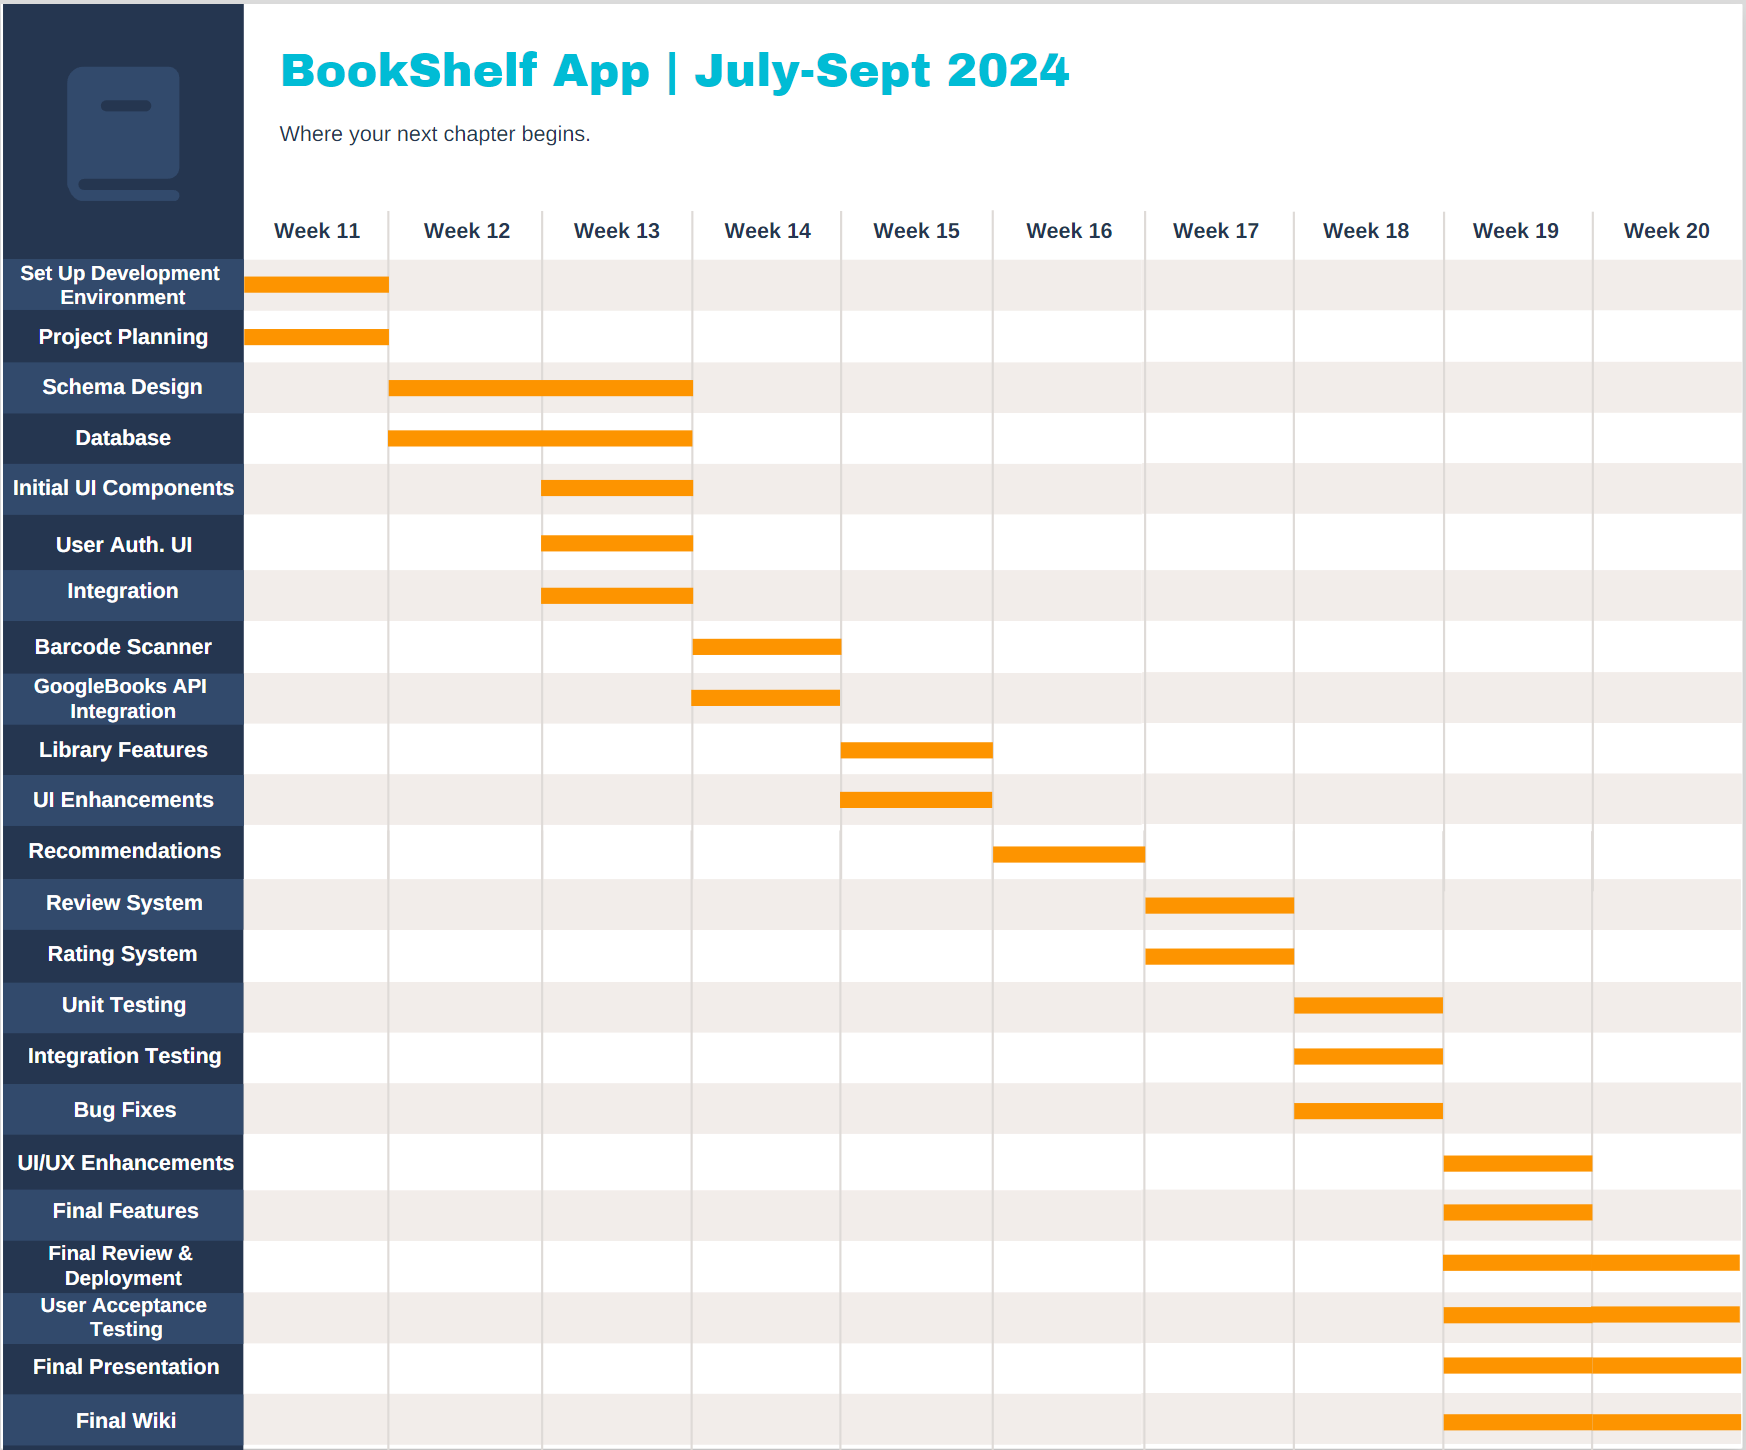 BookShelf App | July-Sept 2024
Where your next chapter begins.
Week 11
Week 12
Week 13
Week 14
Week 15
Week 16
Week 17
Week 18
Week 19
Week 20
Set Up Development
Environment
Project Planning
Schema Design
Database
Initial UI Components
User Auth. UI
Integration
Barcode Scanner
GoogleBooks API
Integration
Library Features
UI Enhancements
Recommendations
Review System
Rating System
Unit Testing
Integration Testing
Bug Fixes
UI/UX Enhancements
Final Features
Final Review &
Deployment
User Acceptance
Testing
Final Presentation
Final Wiki